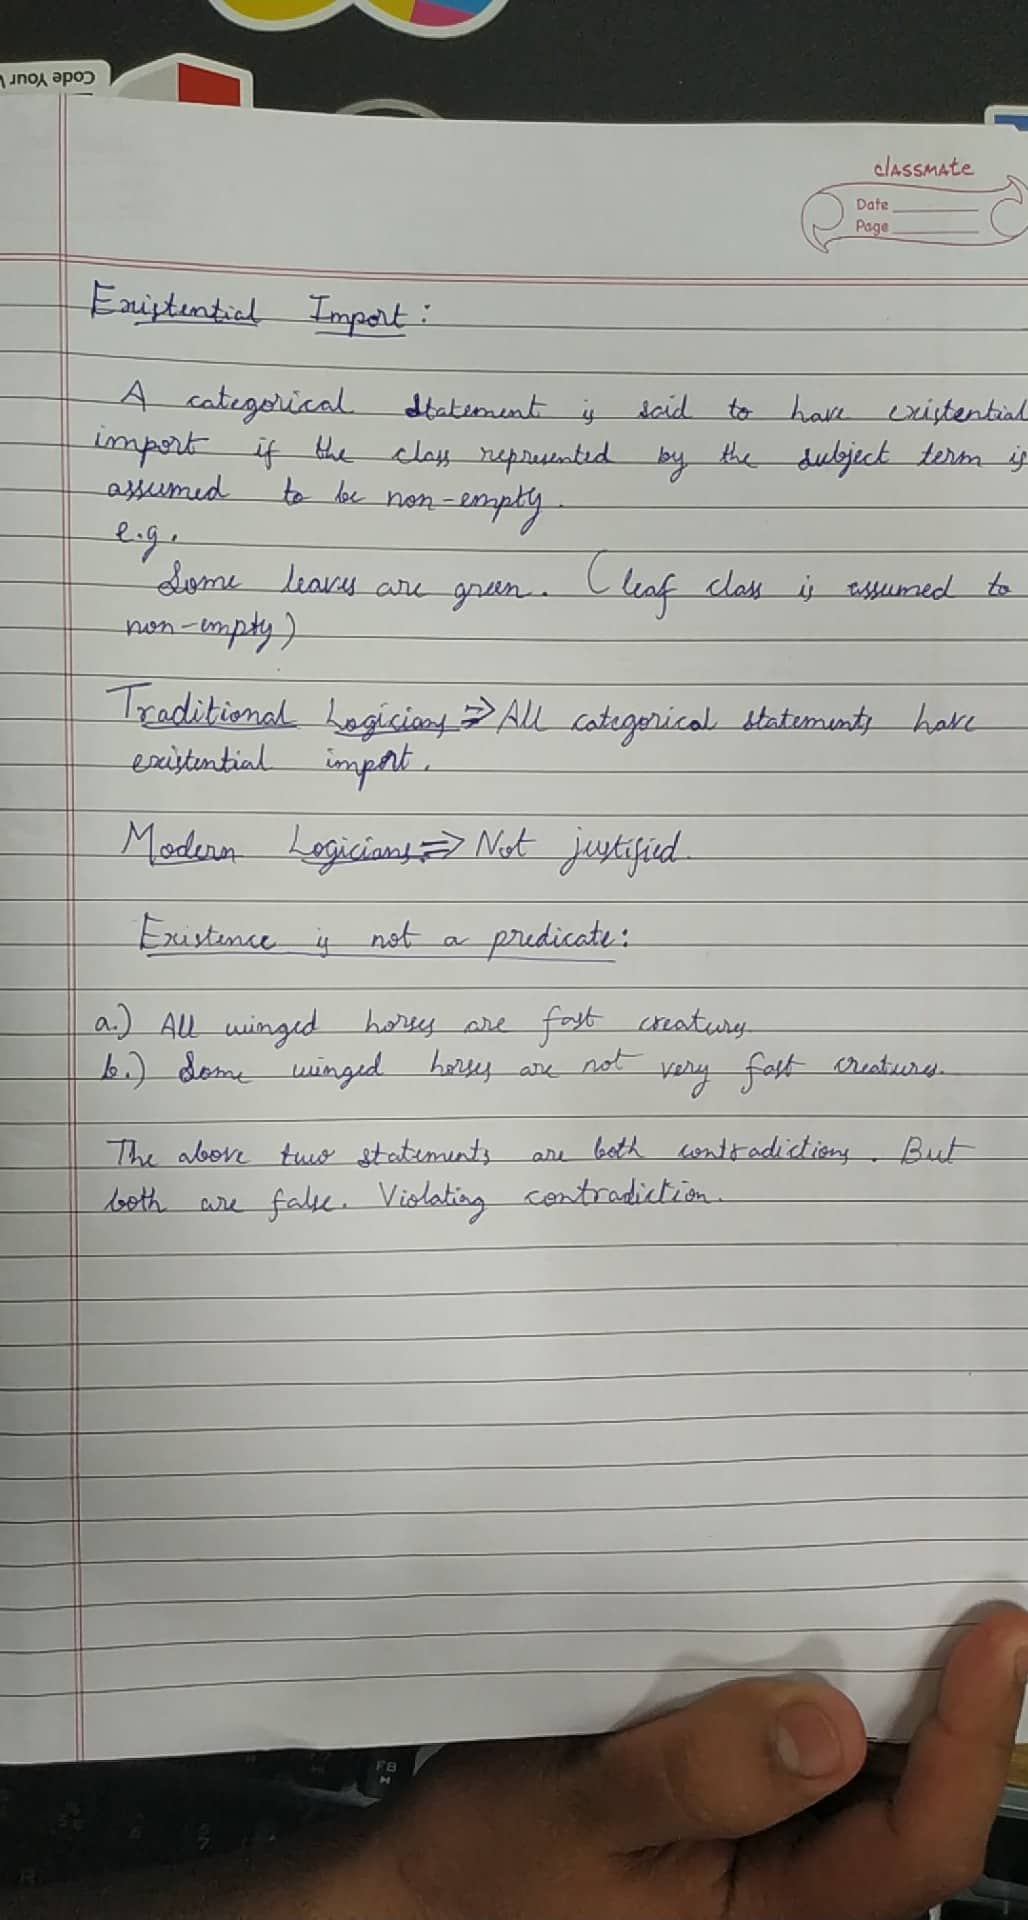 Code Your
classmate
Date
Page
Existential Import :
A categorical statement is said to have existential
import if the class represented by the subject term is
assumed to be non-empty.
e.g.
Some leaves are green. (leaf class is assumed to
non-empty)
Traditional Logicians ⇒ All categorical statements have
existential import.
Modern Logicians ⇒ Not justified.
Existence is not a predicate:
a.) All winged horses are fast creatures.
b.) Some winged horses are not very fast creatures.
The above two statements are both contradictions. But
both are false. Violating contradiction.
F8